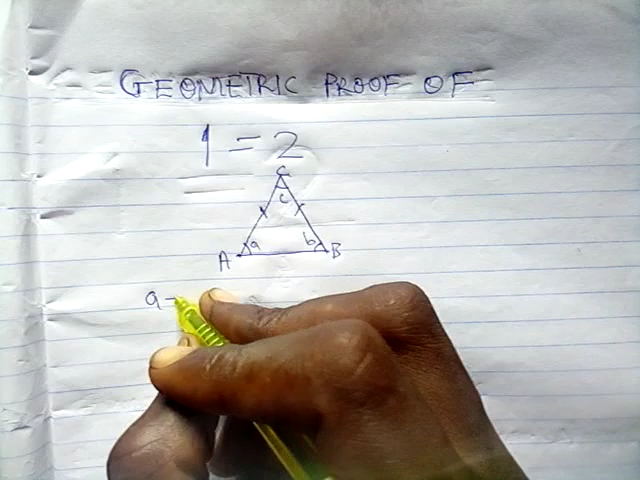 GEOMETRIC PROOF OF
1 = 2
C
c
a b
A B
a -